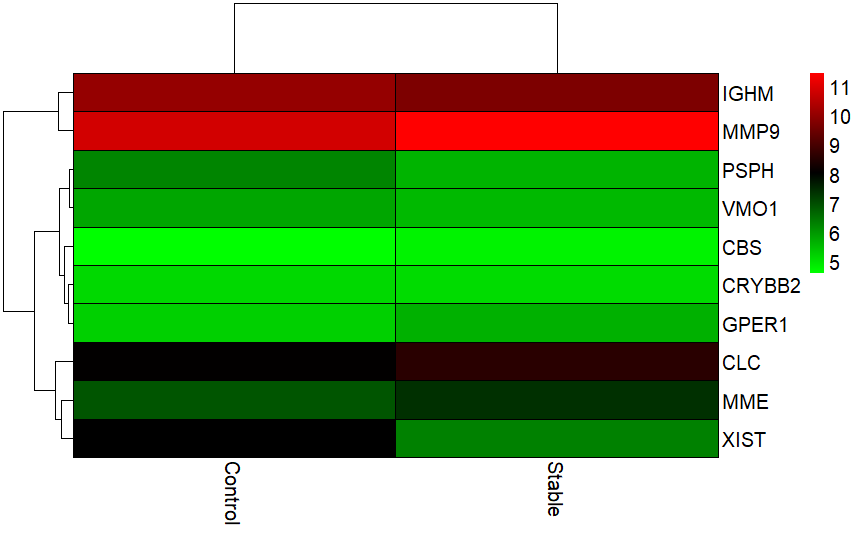 IGHM
MMP9
PSPH
VMO1
CBS
CRYBB2
GPER1
CLC
MME
XIST
11
10
9
8
7
6
5
Control
Stable